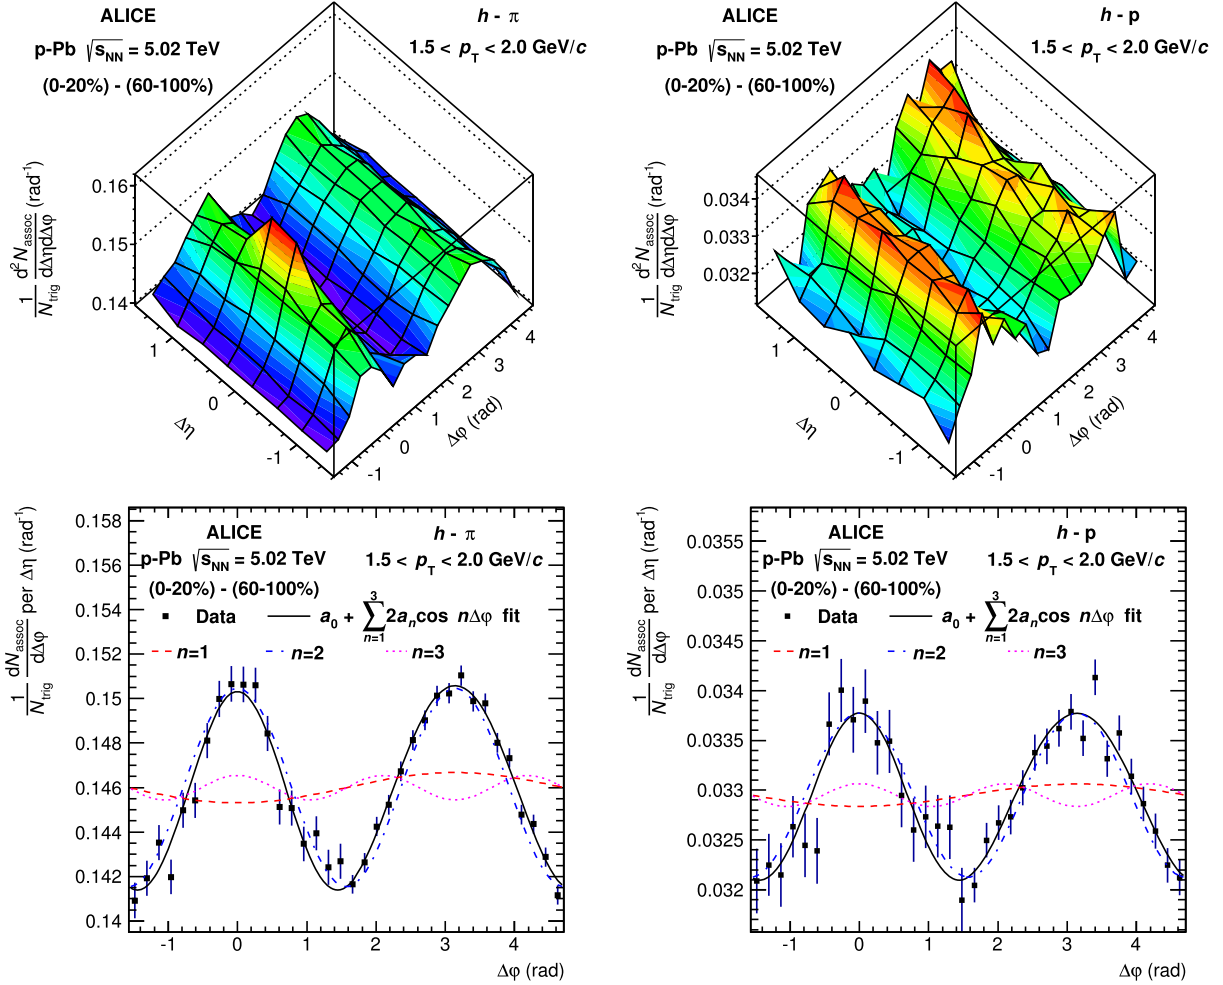 ALICE
h - π
p-Pb √sNN = 5.02 TeV
1.5 < pT < 2.0 GeV/c
(0-20%) - (60-100%)
1/Ntrig d²Nassoc/dΔηdΔφ (rad⁻¹)
0.16
0.15
0.14
1
0
-1
Δη
-1
0
1
2
3
4
Δφ (rad)
ALICE
h - p
p-Pb √sNN = 5.02 TeV
1.5 < pT < 2.0 GeV/c
(0-20%) - (60-100%)
1/Ntrig d²Nassoc/dΔηdΔφ (rad⁻¹)
0.034
0.033
0.032
1
0
-1
Δη
-1
0
1
2
3
4
Δφ (rad)
1/Ntrig dNassoc/dΔφ per Δη (rad⁻¹)
0.158
0.156
0.154
0.152
0.15
0.148
0.146
0.144
0.142
0.14
ALICE
h - π
p-Pb √sNN = 5.02 TeV
1.5 < pT < 2.0 GeV/c
(0-20%) - (60-100%)
Data
a0 + ∑n=1^3 2an cos nΔφ fit
n=1
n=2
n=3
-1 0 1 2 3 4
Δφ (rad)
1/Ntrig dNassoc/dΔφ per Δη (rad⁻¹)
0.0355
0.035
0.0345
0.034
0.0335
0.033
0.0325
0.032
ALICE
h - p
p-Pb √sNN = 5.02 TeV
1.5 < pT < 2.0 GeV/c
(0-20%) - (60-100%)
Data
a0 + ∑n=1^3 2an cos nΔφ fit
n=1
n=2
n=3
-1 0 1 2 3 4
Δφ (rad)